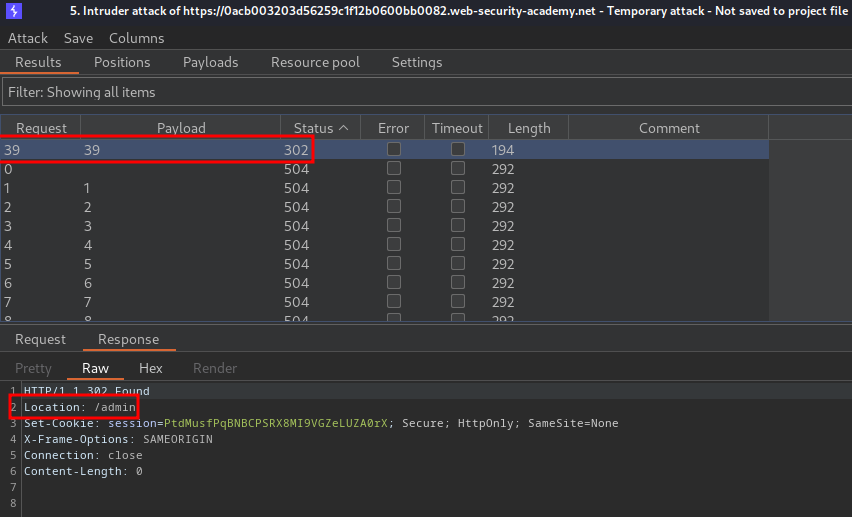 5. Intruder attack of https://0acb003203d56259c1f12b0600bb0082.web-security-academy.net - Temporary attack - Not saved to project file
Attack Save Columns
Results Positions Payloads Resource pool Settings
Filter: Showing all items
Request Payload Status Error Timeout Length Comment
39 39 302 194
0 504 292
1 1 504 292
2 2 504 292
3 3 504 292
4 4 504 292
5 5 504 292
6 6 504 292
7 7 504 292
8 8 504 292
Request Response
Pretty Raw Hex Render
1 HTTP/1.1 302 Found
2 Location: /admin
3 Set-Cookie: session=PtdMusfPqBNBCPSRX8MI9VGZeLUZA0rX; Secure; HttpOnly; SameSite=None
4 X-Frame-Options: SAMEORIGIN
5 Connection: close
6 Content-Length: 0
7
8